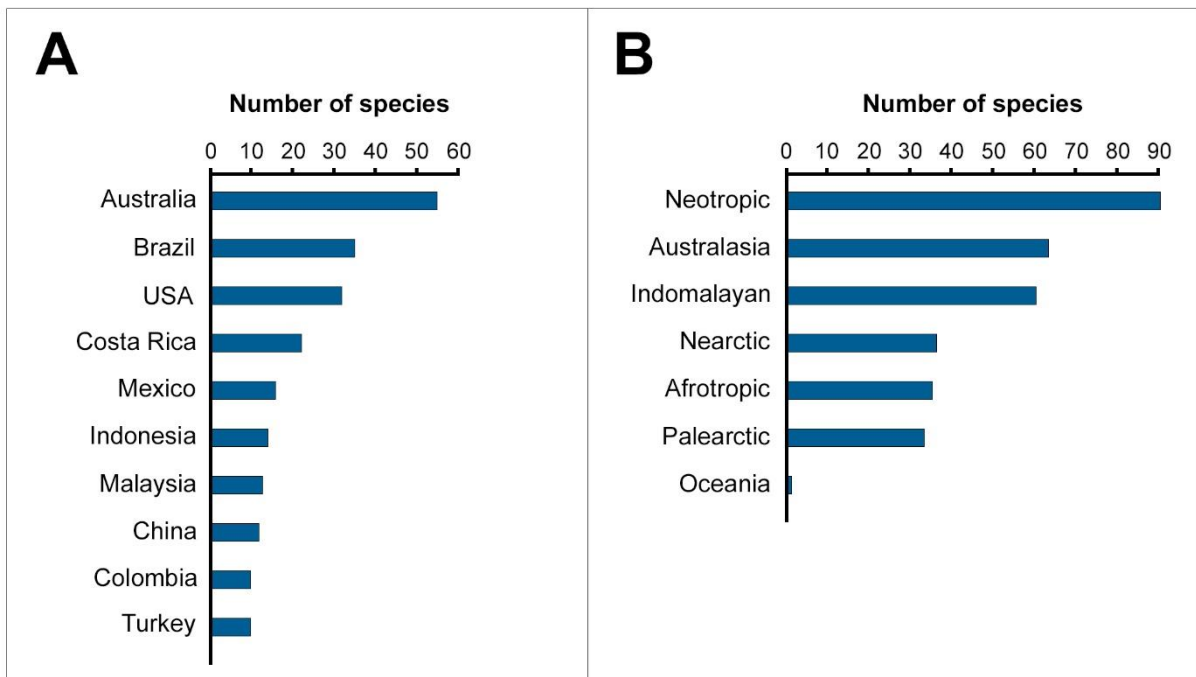 A
Number of species
0 10 20 30 40 50 60
Australia
Brazil
USA
Costa Rica
Mexico
Indonesia
Malaysia
China
Colombia
Turkey
B
Number of species
0 10 20 30 40 50 60 70 80 90
Neotropic
Australasia
Indomalayan
Nearctic
Afrotropic
Palearctic
Oceania